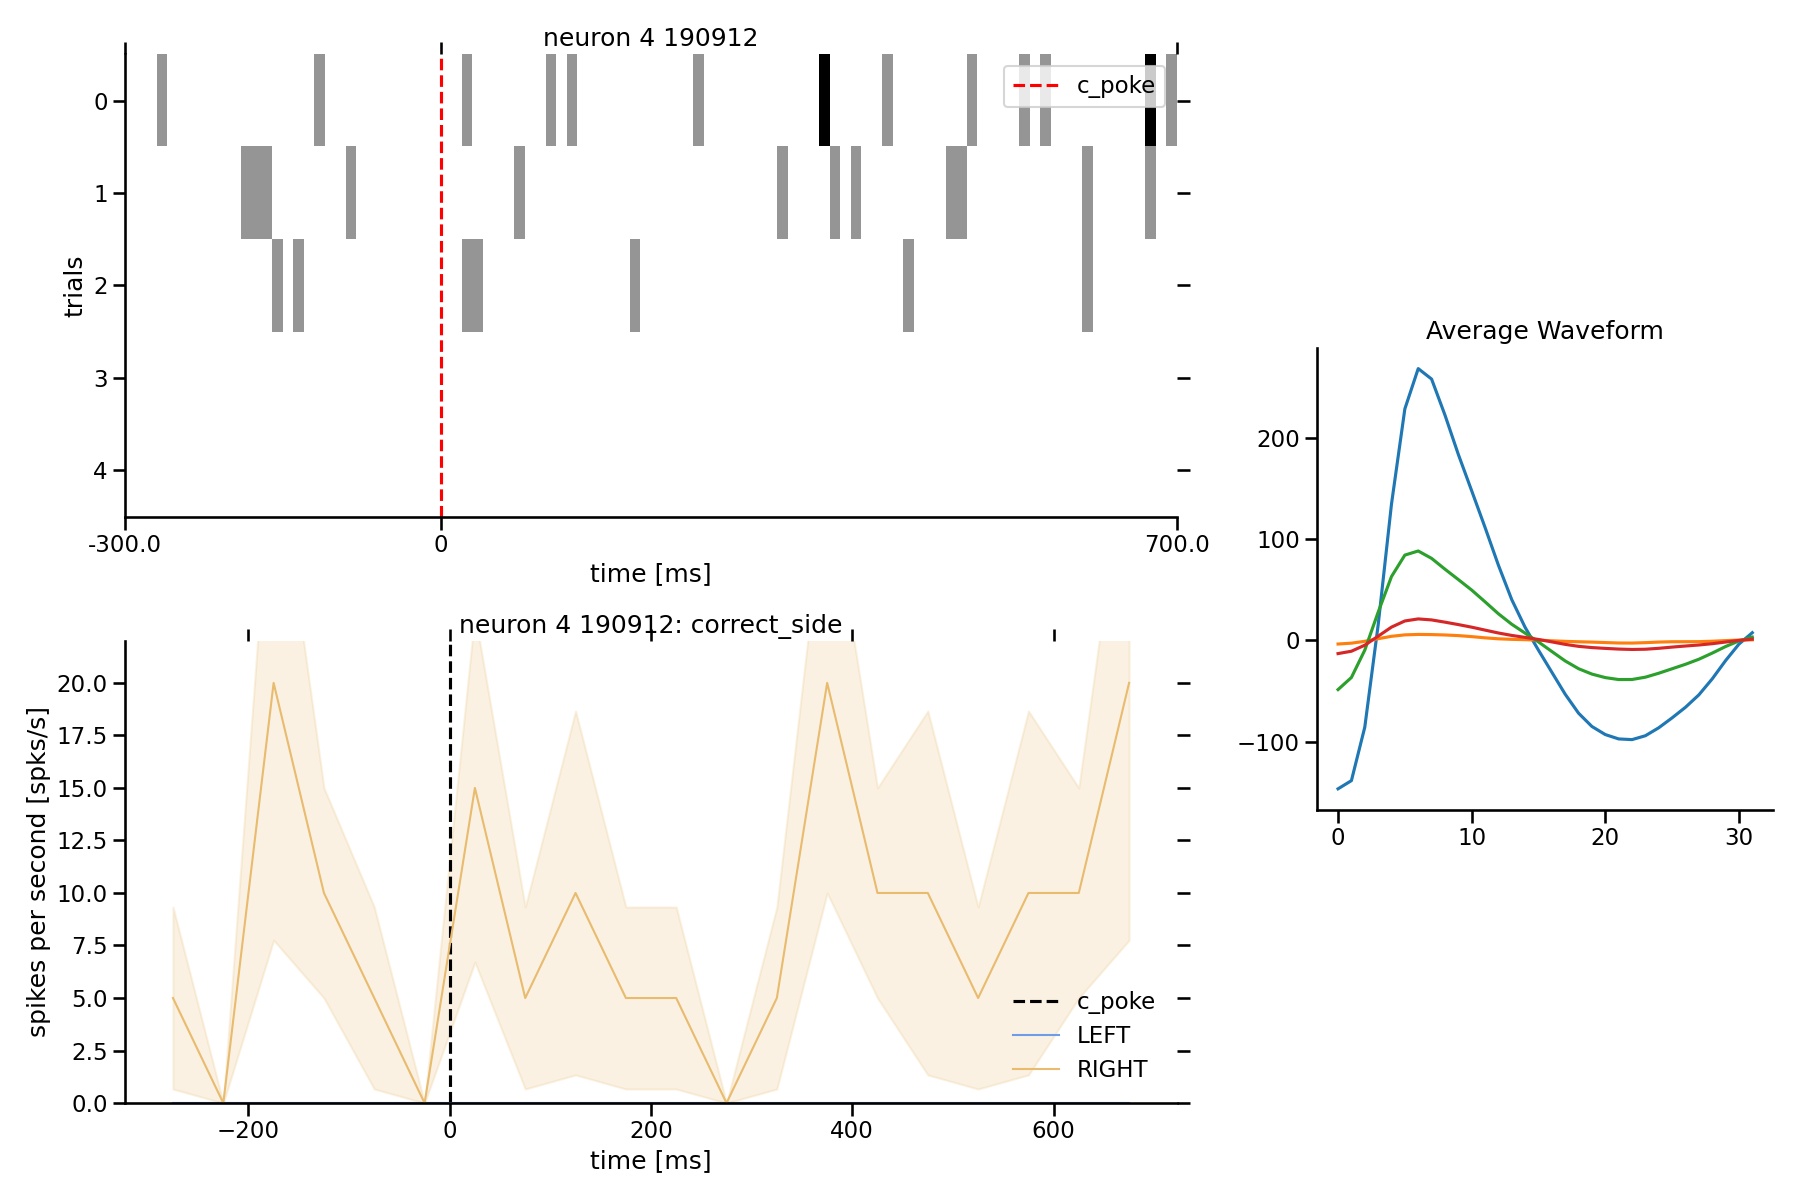 neuron 4 190912
c_poke
0
1
2
3
4
trials
-300.0 0 700.0
time [ms]
neuron 4 190912: correct_side
20.0
17.5
15.0
12.5
10.0
7.5
5.0
2.5
0.0
spikes per second [spks/s]
c_poke
LEFT
RIGHT
−200 0 200 400 600
time [ms]
Average Waveform
200
100
0
−100
0 10 20 30